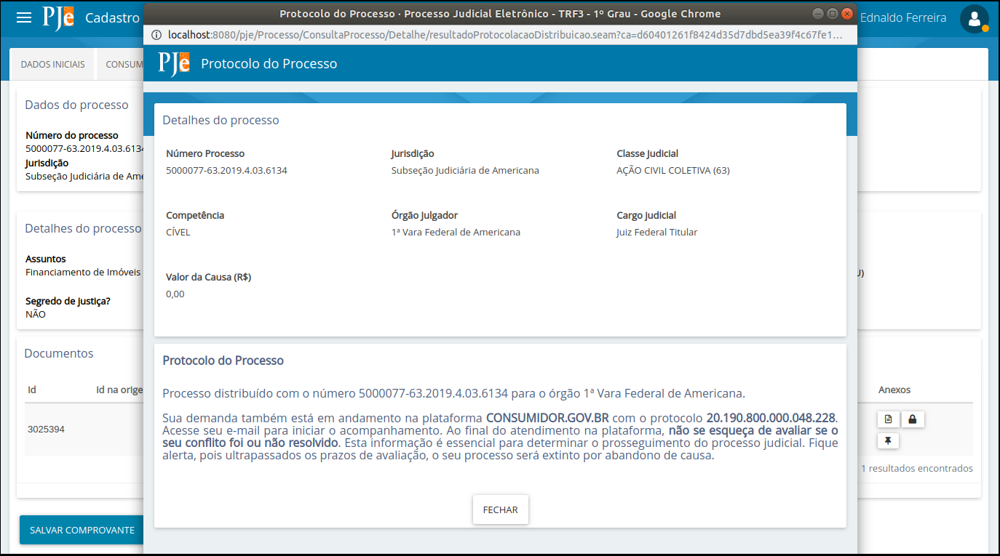 PJe Cadastro
Ednaldo Ferreira
DADOS INICIAIS
CONSUM
Dados do processo
Número do processo
5000077-63.2019.4.03.6134
Jurisdição
Subseção Judiciária de Ame
Detalhes do processo
Assuntos
Financiamento de Imóveis
Segredo de justiça?
NÃO
Documentos
Id
Id na orige
3025394
SALVAR COMPROVANTE
Protocolo do Processo · Processo Judicial Eletrônico - TRF3 - 1º Grau - Google Chrome
localhost:8080/pje/Processo/ConsultaProcesso/Detalhe/resultadoProtocolacaoDistribuicao.seam?ca=d60401261f8424d35d7dbd5ea39f4c67fe1...
PJe Protocolo do Processo
Detalhes do processo
Número Processo
5000077-63.2019.4.03.6134
Jurisdição
Subseção Judiciária de Americana
Classe Judicial
AÇÃO CIVIL COLETIVA (63)
Competência
CÍVEL
Órgão Julgador
1ª Vara Federal de Americana
Cargo Judicial
Juiz Federal Titular
Valor da Causa (R$)
0,00
Protocolo do Processo
Processo distribuído com o número 5000077-63.2019.4.03.6134 para o órgão 1ª Vara Federal de Americana.
Sua demanda também está em andamento na plataforma CONSUMIDOR.GOV.BR com o protocolo 20.190.800.000.048.228.
Acesse seu e-mail para iniciar o acompanhamento. Ao final do atendimento na plataforma, não se esqueça de avaliar se o
seu conflito foi ou não resolvido. Esta informação é essencial para determinar o prosseguimento do processo judicial. Fique
alerta, pois ultrapassados os prazos de avaliação, o seu processo será extinto por abandono de causa.
FECHAR
Anexos
1 resultados encontrados